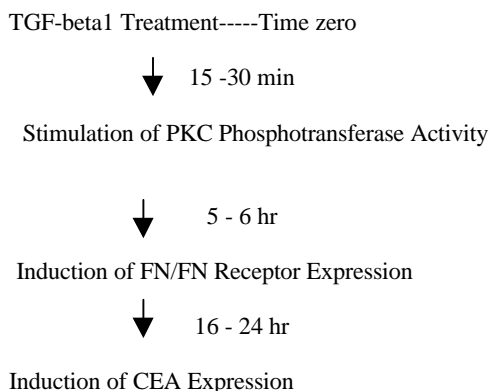 TGF-beta1 Treatment-----Time zero
15 -30 min
Stimulation of PKC Phosphotransferase Activity
5 - 6 hr
Induction of FN/FN Receptor Expression
16 - 24 hr
Induction of CEA Expression